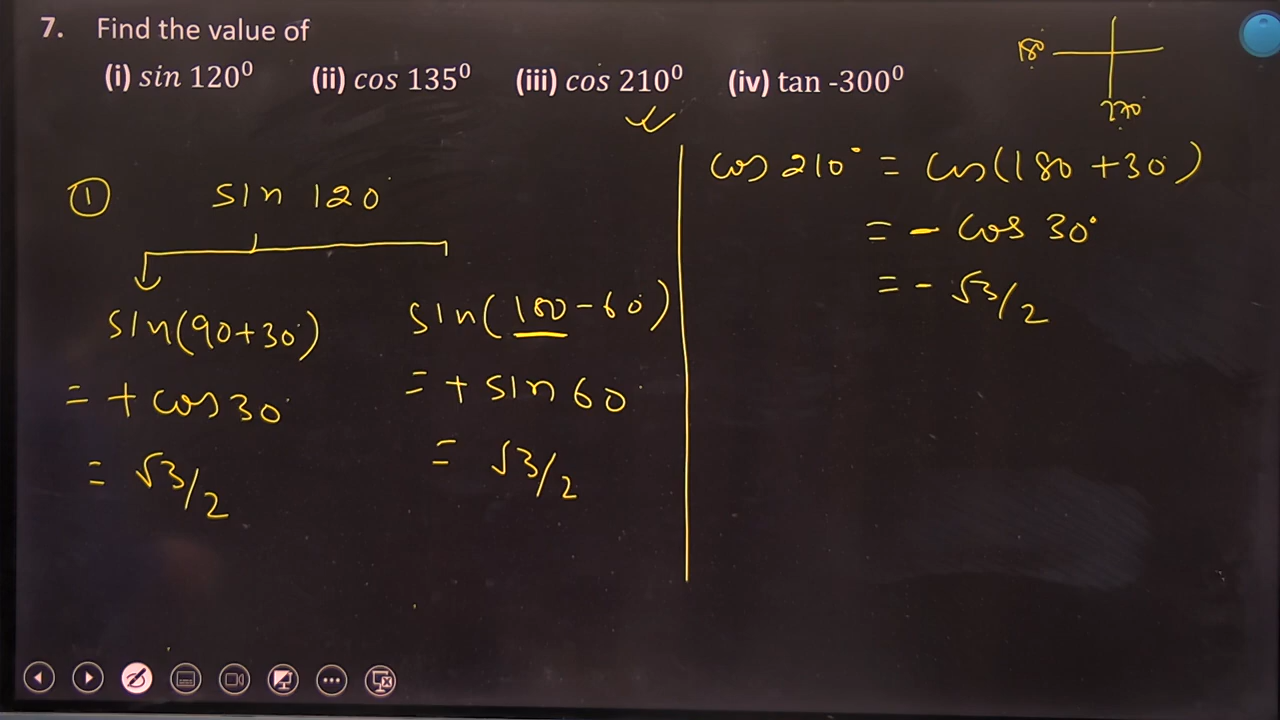 7. Find the value of
(i) sin 120⁰ (ii) cos 135⁰ (iii) cos 210⁰ (iv) tan -300⁰
180°
270°
① sin 120°
sin(90+30°)
= + cos 30
= √3/2
sin(180-60°)
= + sin 60°
= √3/2
cos 210° = cos(180 +30°)
= - cos 30°
= - √3/2